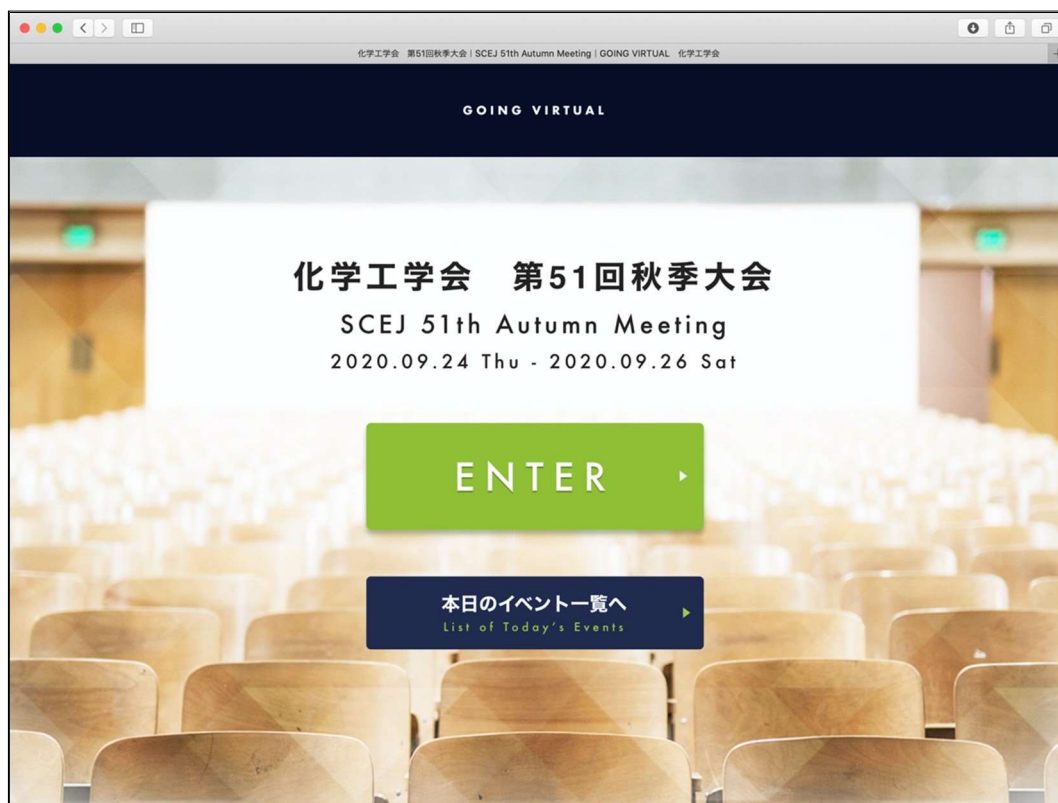 化学工学会　第51回秋季大会 | SCEJ 51th Autumn Meeting | GOING VIRTUAL　化学工学会
GOING VIRTUAL
化学工学会　第51回秋季大会
SCEJ 51th Autumn Meeting
2020.09.24 Thu - 2020.09.26 Sat
ENTER
本日のイベント一覧へ
List of Today's Events